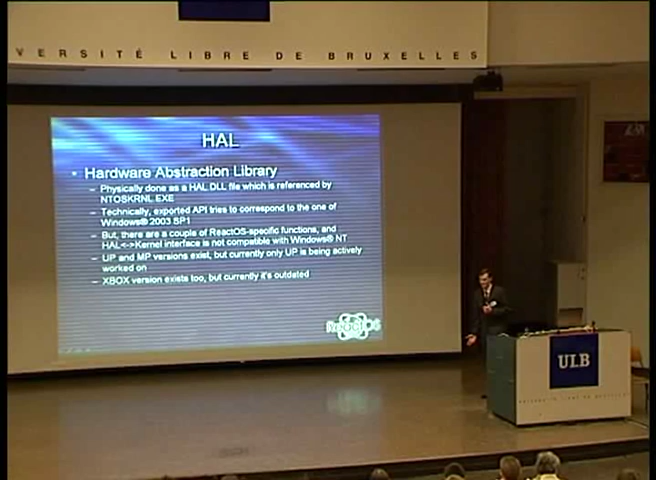 VERSITÉ LIBRE DE BRUXELLES
HAL
• Hardware Abstraction Library
– Physically done as a HAL DLL file which is referenced by
NTOSKRNL.EXE
– Technically, exported API tries to correspond to the one of
Windows® 2003 SP1
– But, there are a couple of ReactOS-specific functions, and
HAL<->Kernel interface is not compatible with Windows® NT
– UP and MP versions exist, but currently only UP is being actively
worked on
– XBOX version exists too, but currently it's outdated
ReactOS
ULB